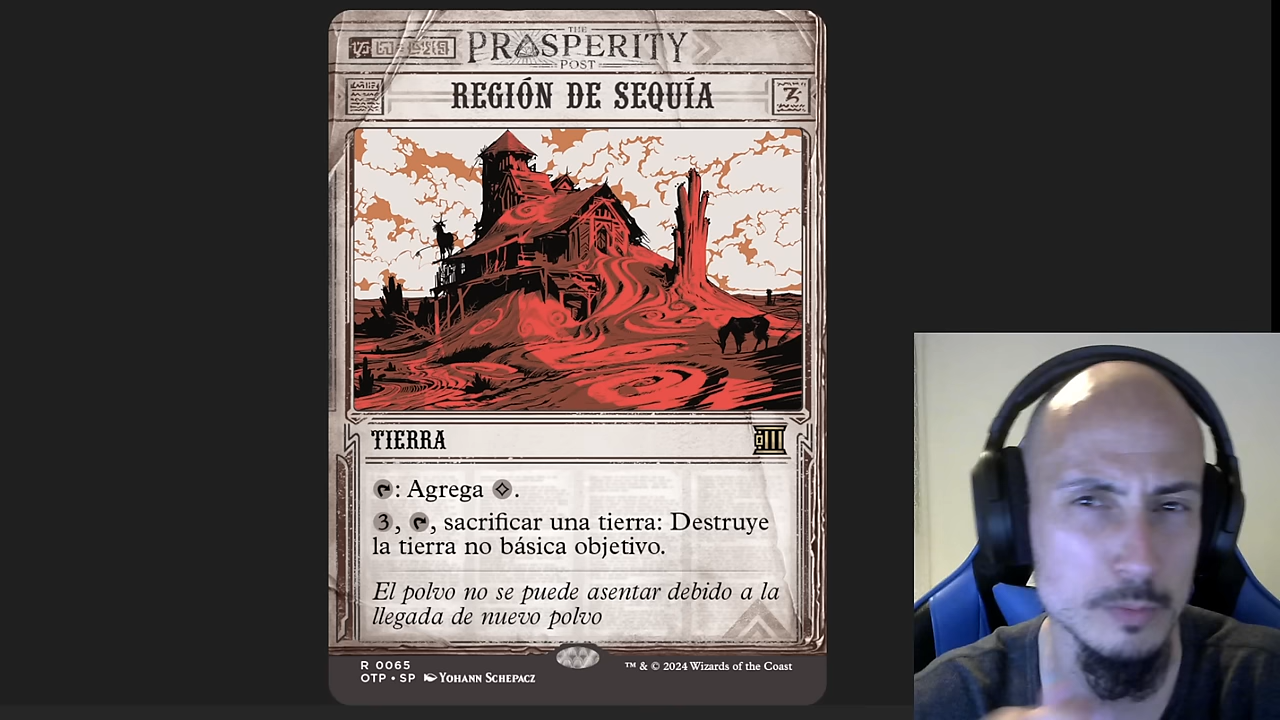 THE
PROSPERITY
POST
REGIÓN DE SEQUÍA
TIERRA
: Agrega .
3, , sacrificar una tierra: Destruye
la tierra no básica objetivo.
El polvo no se puede asentar debido a la
llegada de nuevo polvo
R 0065
OTP • SP YOHANN SCHEPACZ
™ & © 2024 Wizards of the Coast